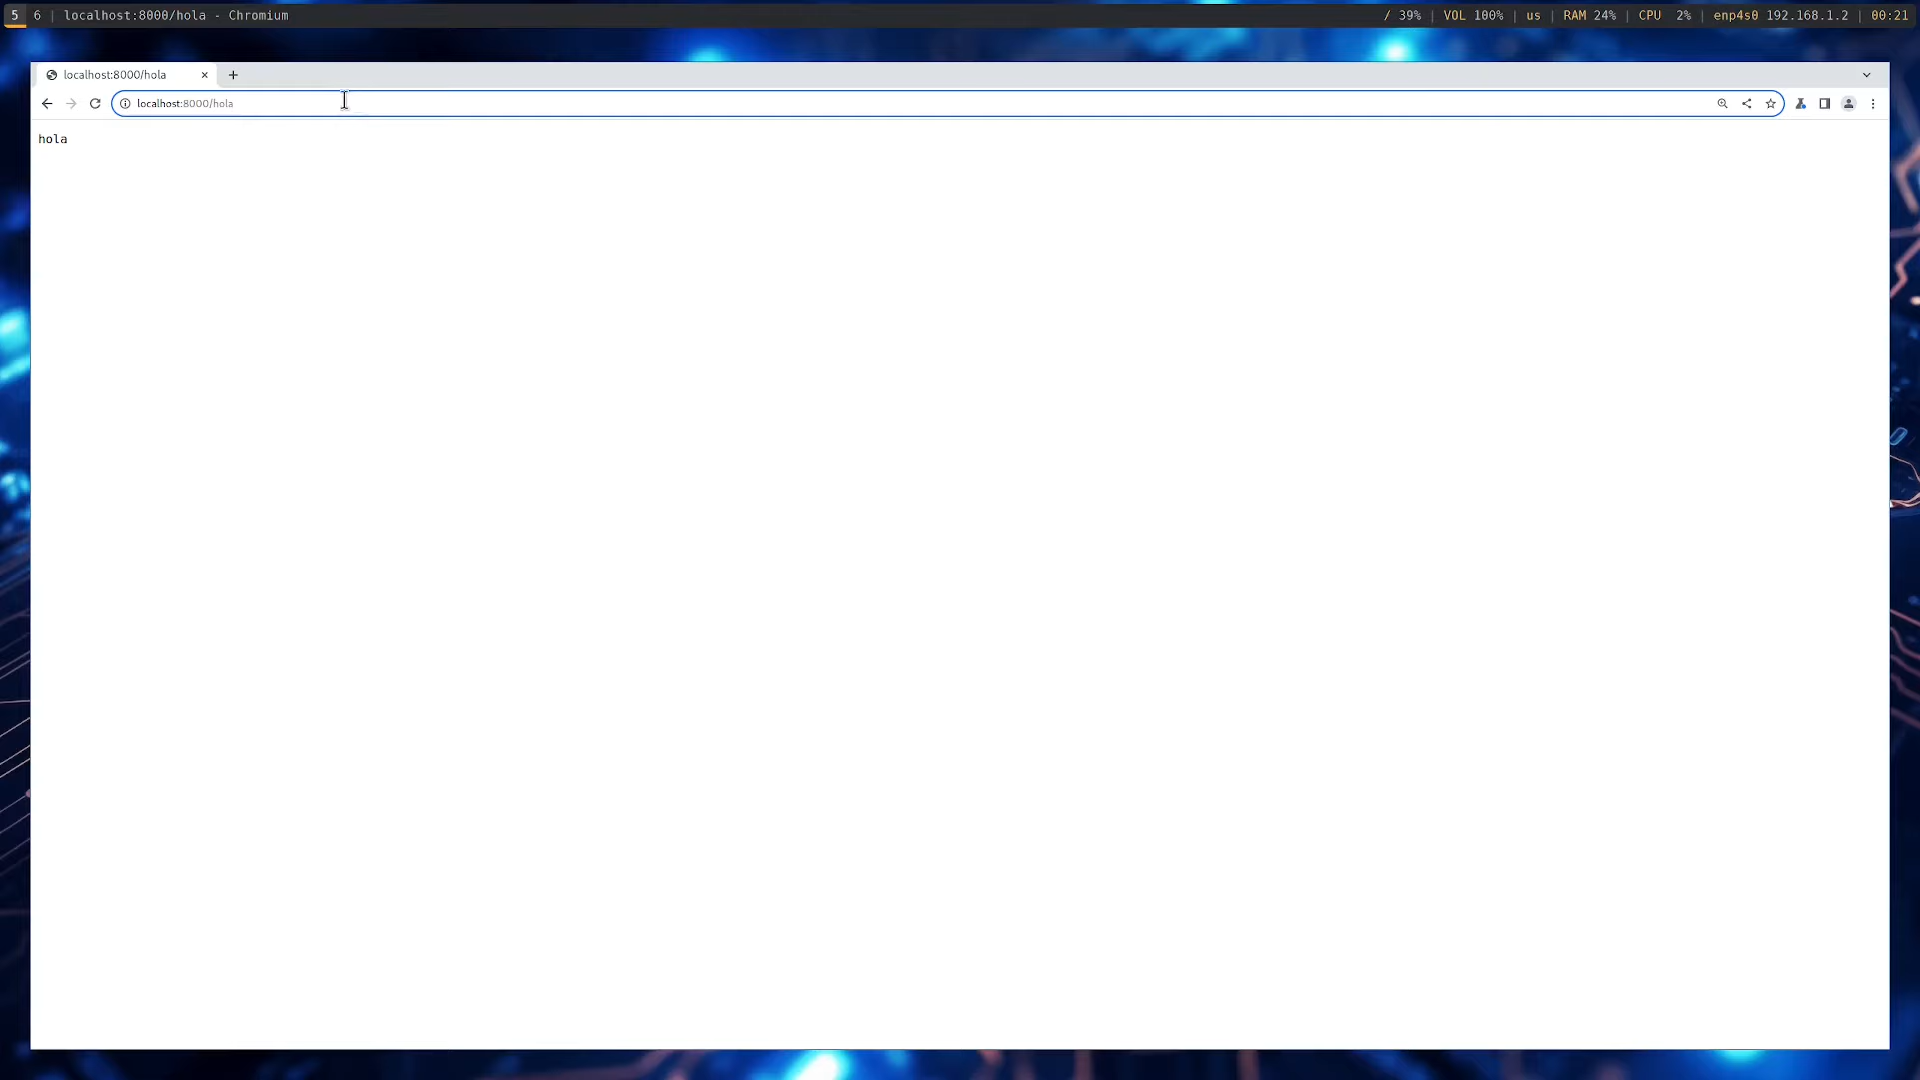 5 6 | localhost:8000/hola - Chromium / 39% | VOL 100% | us | RAM 24% | CPU 2% | enp4s0 192.168.1.2 | 00:21
localhost:8000/hola
localhost:8000/hola
hola